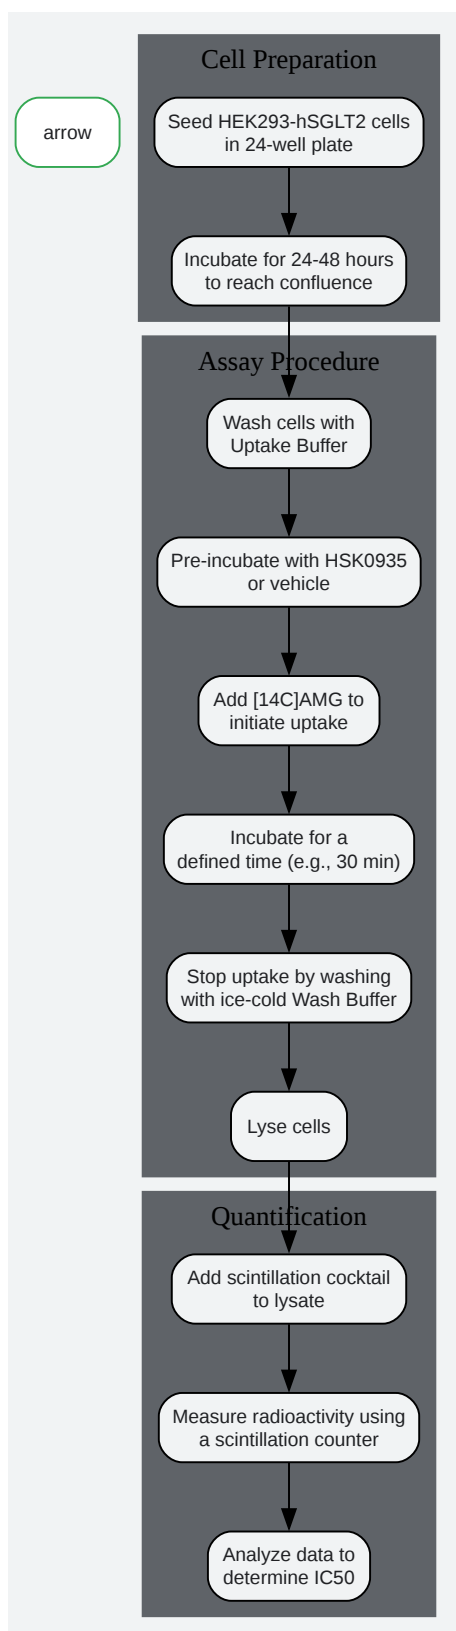 Cell Preparation
arrow
Seed HEK293-hSGLT2 cells
in 24-well plate
Incubate for 24-48 hours
to reach confluence
Assay Procedure
Wash cells with
Uptake Buffer
Pre-incubate with HSK0935
or vehicle
Add [14C]AMG to
initiate uptake
Incubate for a
defined time (e.g., 30 min)
Stop uptake by washing
with ice-cold Wash Buffer
Lyse cells
Quantification
Add scintillation cocktail
to lysate
Measure radioactivity using
a scintillation counter
Analyze data to
determine IC50